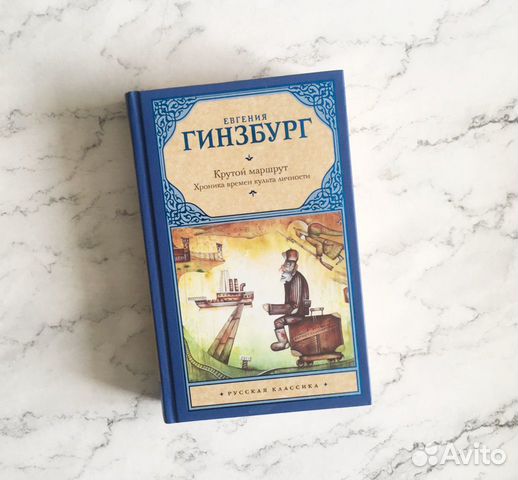 ЕВГЕНИЯ
ГИНЗБУРГ
Крутой маршрут
Хроника времен культа личности
РУССКАЯ КЛАССИКА
Avito